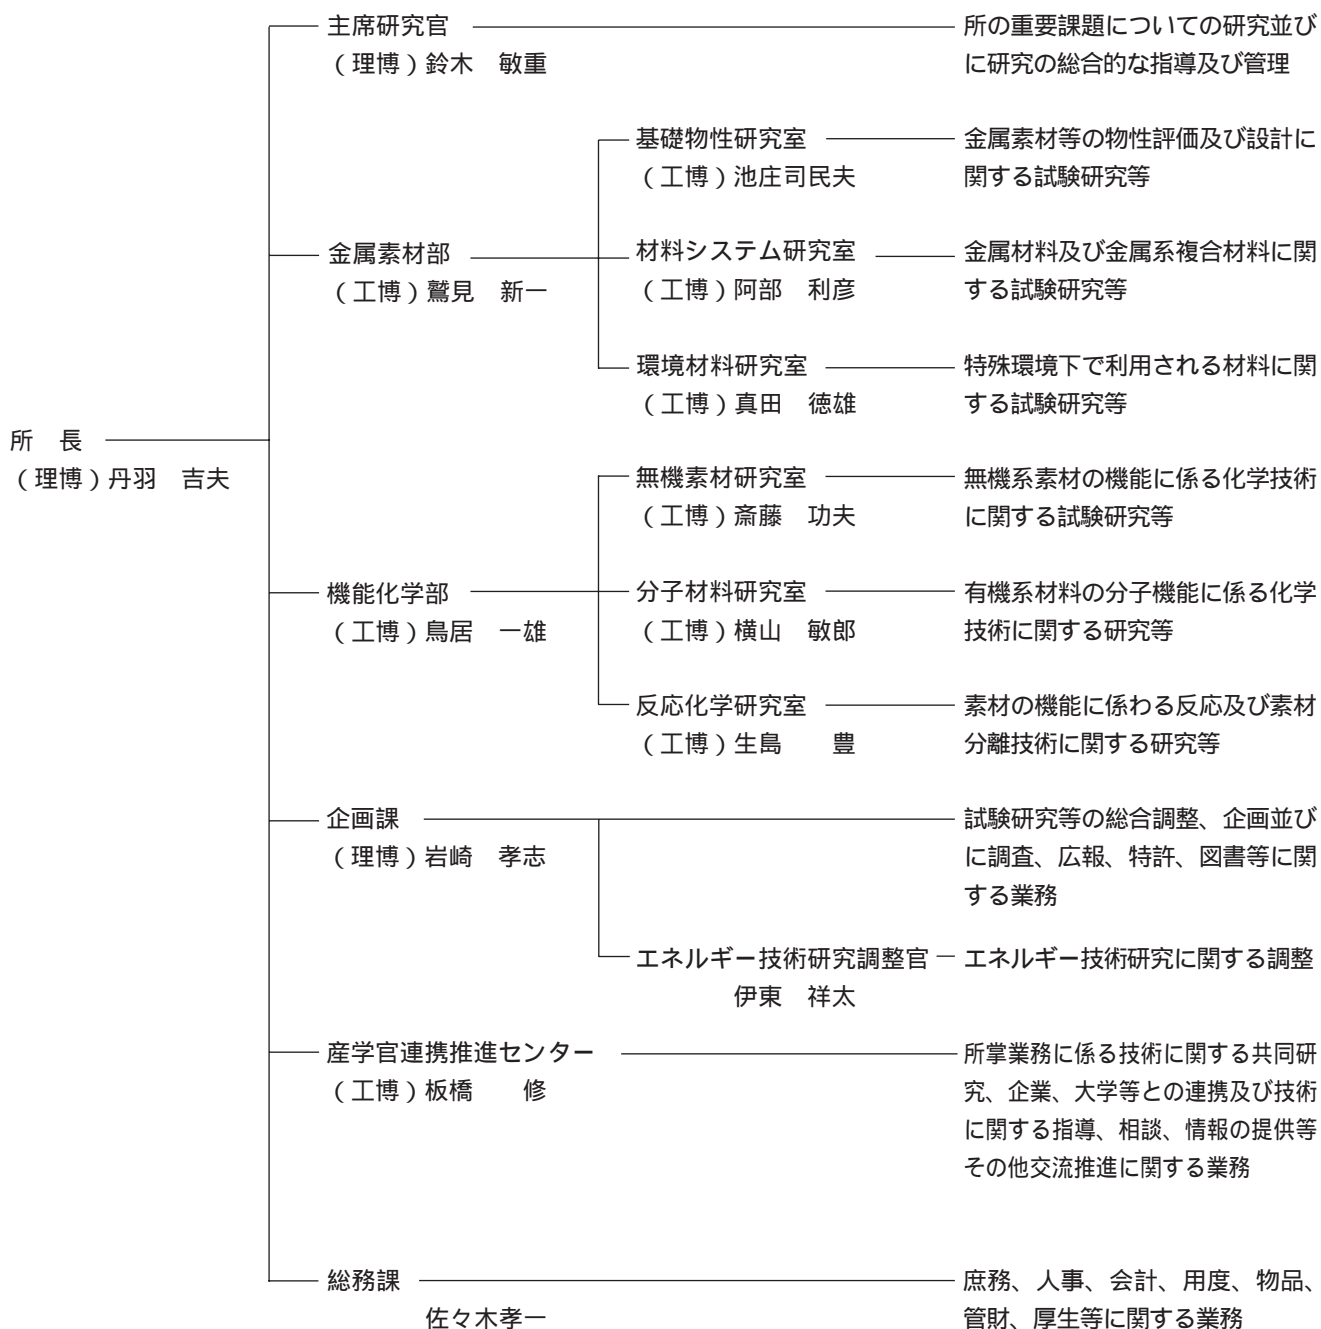 主席研究官
(理博)鈴木　敏重
所の重要課題についての研究並び
に研究の総合的な指導及び管理
金属素材部
(工博)鷲見　新一
基礎物性研究室
(工博)池庄司民夫
金属素材等の物性評価及び設計に
関する試験研究等
材料システム研究室
(工博)阿部　利彦
金属材料及び金属系複合材料に関
する試験研究等
環境材料研究室
(工博)真田　徳雄
特殊環境下で利用される材料に関
する試験研究等
所　長
(理博)丹羽　吉夫
機能化学部
(工博)鳥居　一雄
無機素材研究室
(工博)斎藤　功夫
無機系素材の機能に係る化学技術
に関する試験研究等
分子材料研究室
(工博)横山　敏郎
有機系材料の分子機能に係る化学
技術に関する研究等
反応化学研究室
(工博)生島　　豊
素材の機能に係わる反応及び素材
分離技術に関する研究等
企画課
(理博)岩崎　孝志
試験研究等の総合調整、企画並び
に調査、広報、特許、図書等に関
する業務
エネルギー技術研究調整官
伊東　祥太
エネルギー技術研究に関する調整
産学官連携推進センター
(工博)板橋　　修
所掌業務に係る技術に関する共同研
究、企業、大学等との連携及び技術
に関する指導、相談、情報の提供等
その他交流推進に関する業務
総務課
佐々木孝一
庶務、人事、会計、用度、物品、
管財、厚生等に関する業務